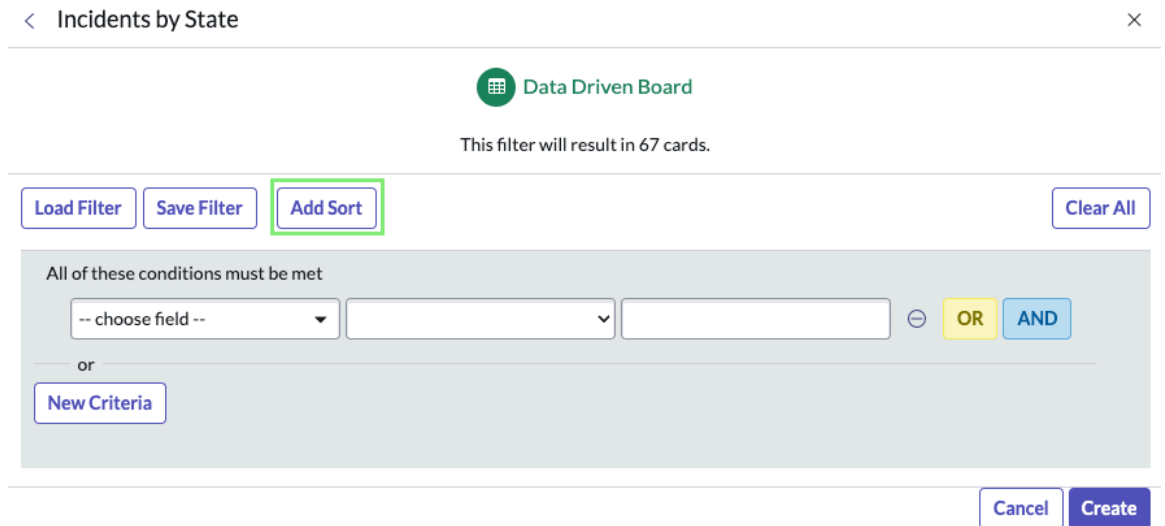 Incidents by State
Data Driven Board
This filter will result in 67 cards.
Load Filter Save Filter Add Sort Clear All
All of these conditions must be met
-- choose field -- OR AND
or
New Criteria
Cancel Create